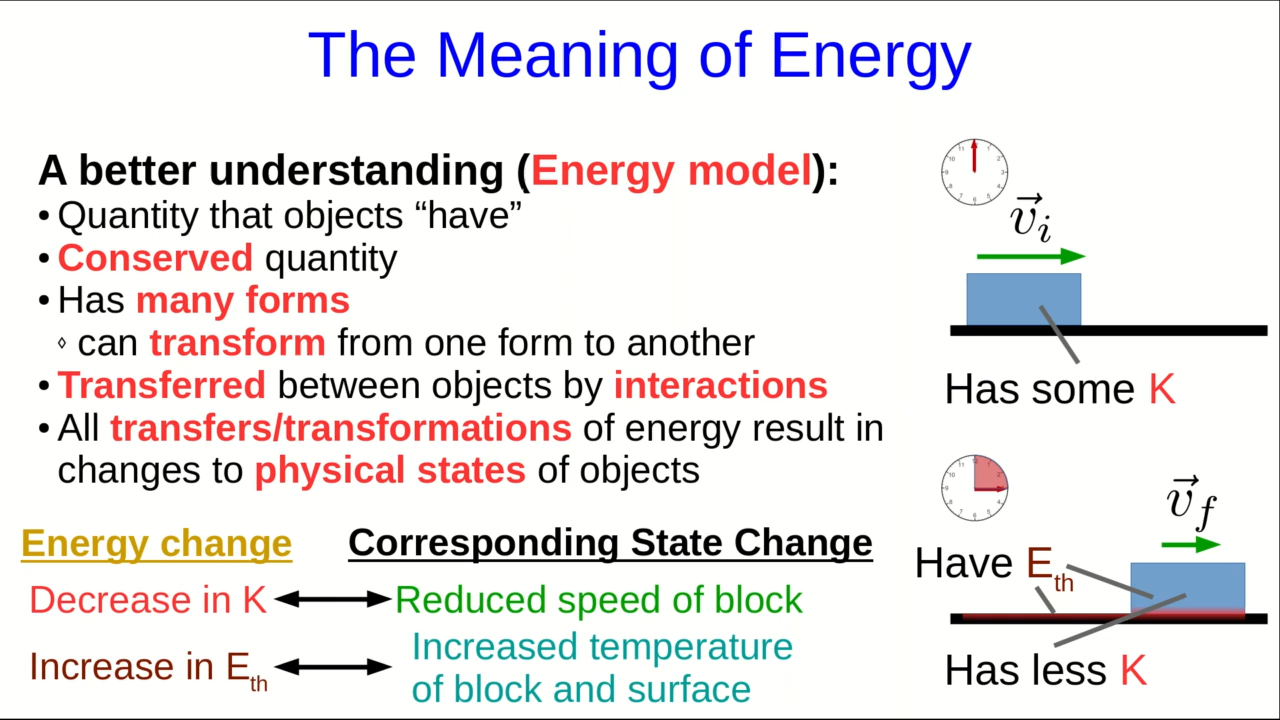 The Meaning of Energy
A better understanding (Energy model):
• Quantity that objects “have”
• Conserved quantity
• Has many forms
◊ can transform from one form to another
• Transferred between objects by interactions
• All transfers/transformations of energy result in
changes to physical states of objects
Energy change
Corresponding State Change
Decrease in K
Reduced speed of block
Increase in Eth
Increased temperature
of block and surface
v⃗i
Has some K
v⃗f
Have Eth
Has less K